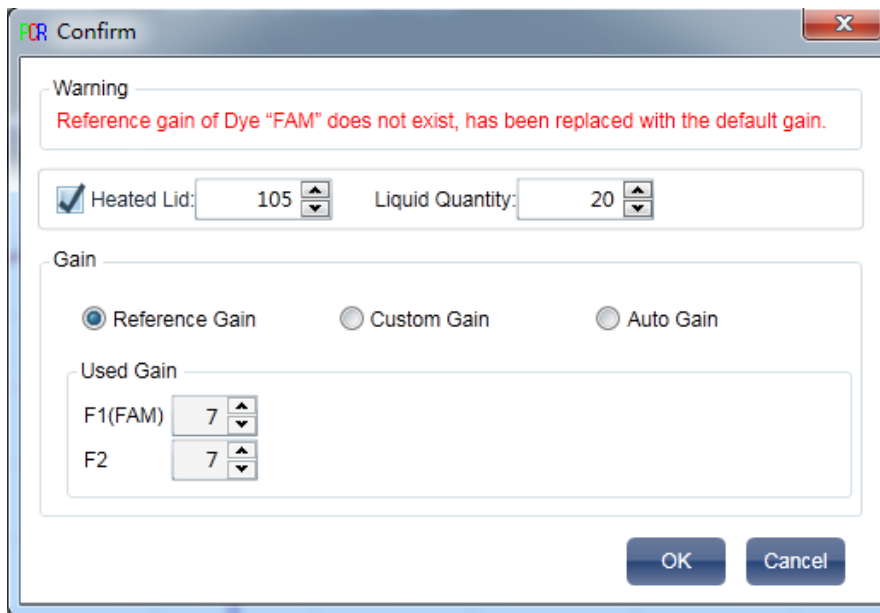 PCR Confirm
Warning
Reference gain of Dye “FAM” does not exist, has been replaced with the default gain.
Heated Lid: 105 Liquid Quantity: 20
Gain
Reference Gain Custom Gain Auto Gain
Used Gain
F1(FAM) 7
F2 7
OK Cancel